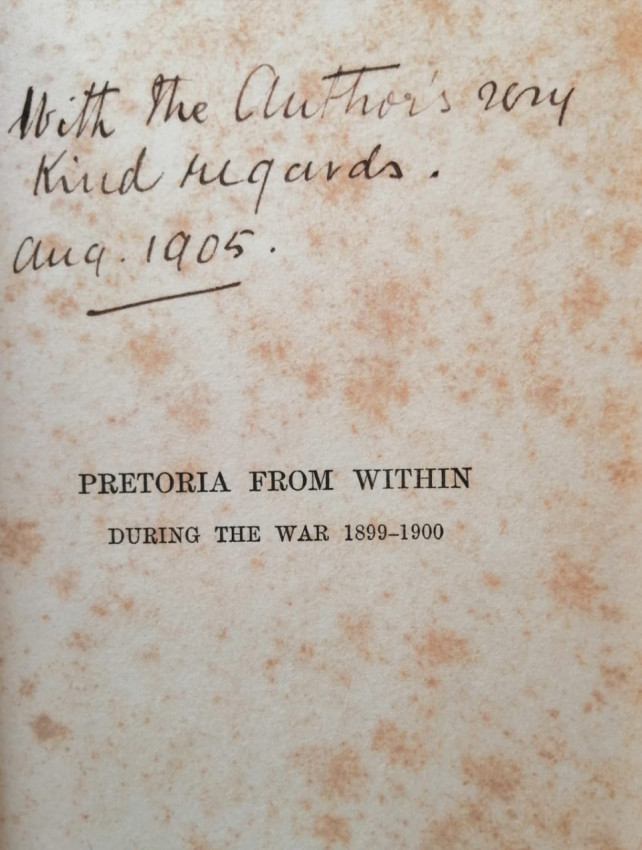 With the Author's very
Kind regards.
Aug. 1905.
PRETORIA FROM WITHIN
DURING THE WAR 1899–1900